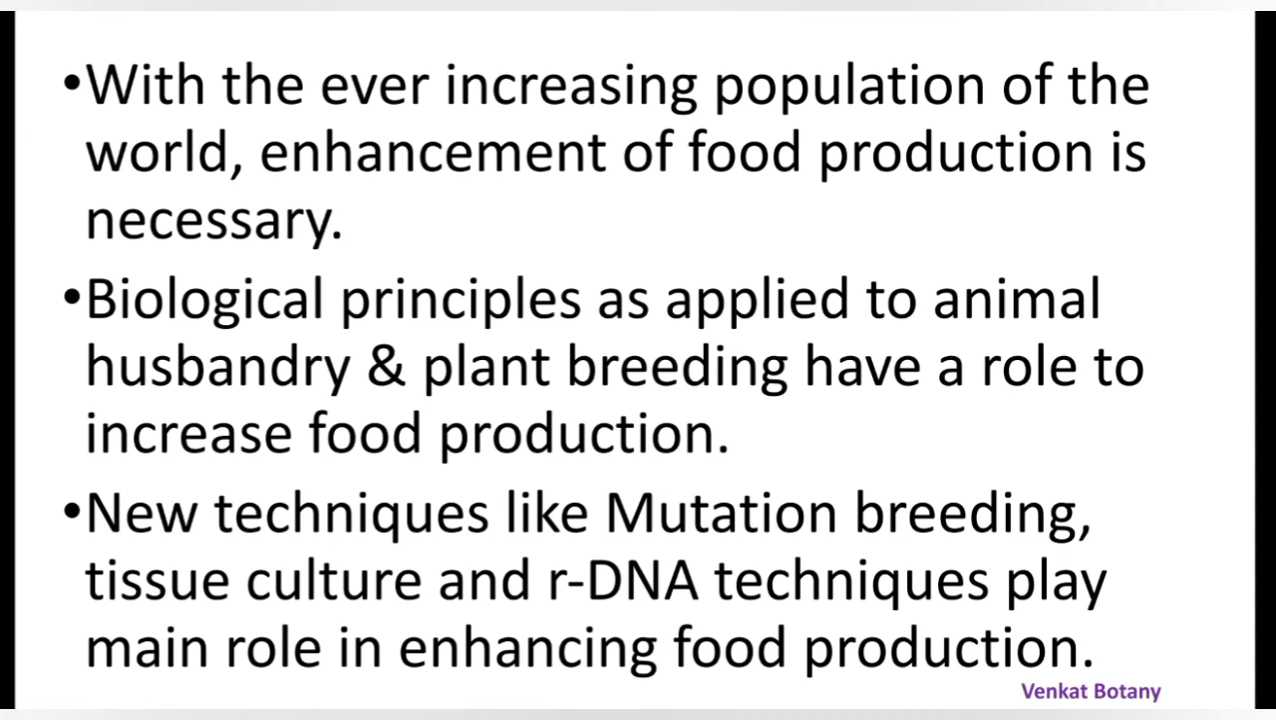 •With the ever increasing population of the
world, enhancement of food production is
necessary.
•Biological principles as applied to animal
husbandry & plant breeding have a role to
increase food production.
•New techniques like Mutation breeding,
tissue culture and r-DNA techniques play
main role in enhancing food production.
Venkat Botany